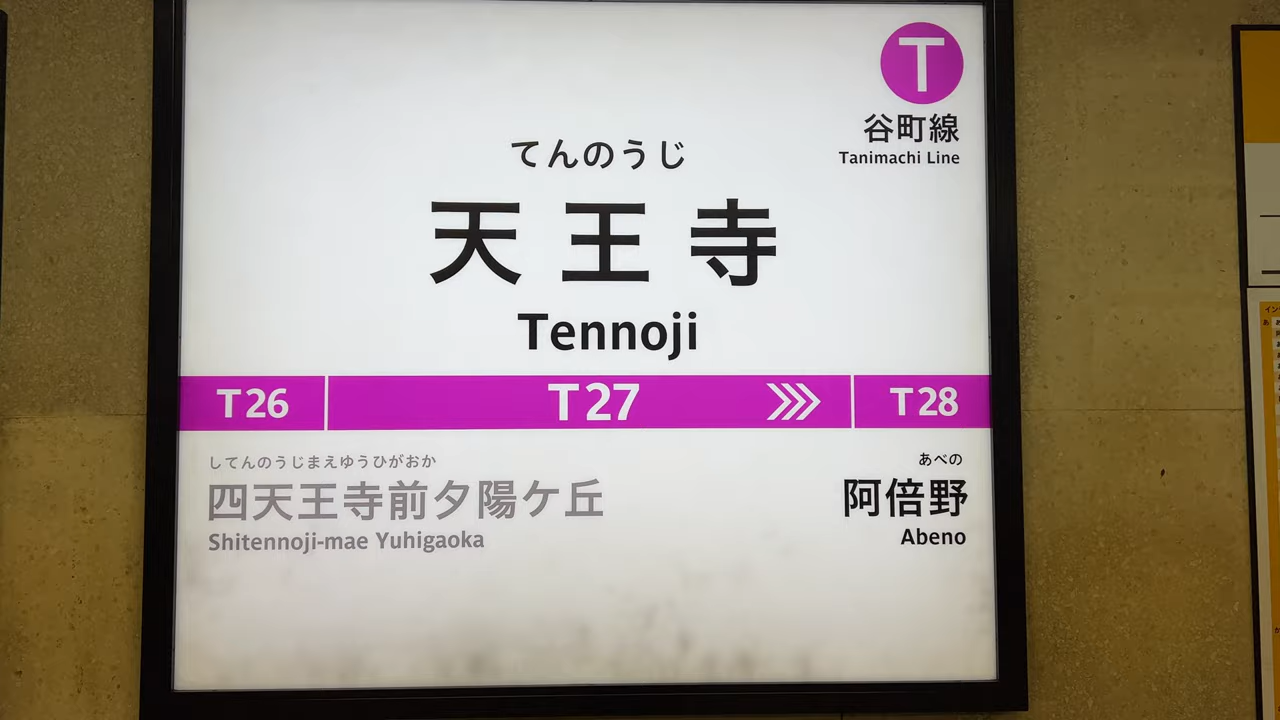 T
谷町線
Tanimachi Line
てんのうじ
天王寺
Tennoji
T26
T27
T28
してんのうじまえゆうひがおか
四天王寺前夕陽ケ丘
Shitennoji-mae Yuhigaoka
あべの
阿倍野
Abeno